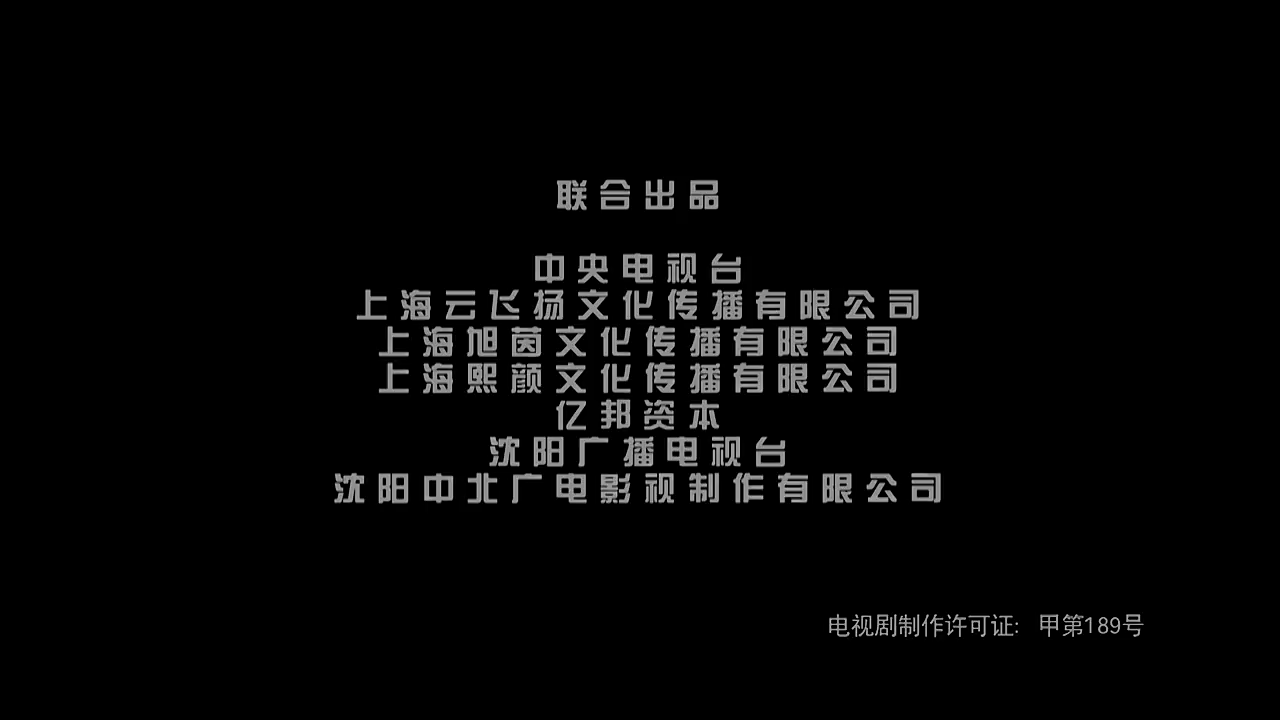 联合出品
中央电视台
上海云飞扬文化传播有限公司
上海旭茵文化传播有限公司
上海熙颜文化传播有限公司
亿邦资本
沈阳广播电视台
沈阳中北广电影视制作有限公司
电视剧制作许可证: 甲第189号